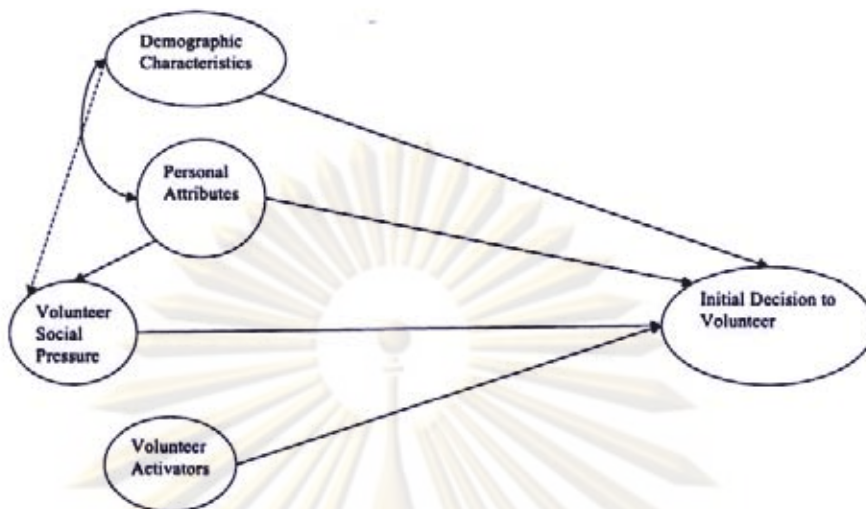 Demographic
Characteristics
Personal
Attributes
Volunteer
Social
Pressure
Initial Decision to
Volunteer
Volunteer
Activators